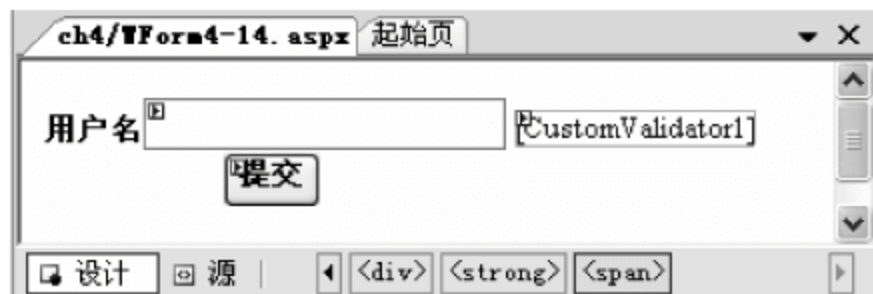 ch4/WForm4-14.aspx 起始页
用户名 [CustomValidator1]
提交
设计 源 <div> <strong> <span>